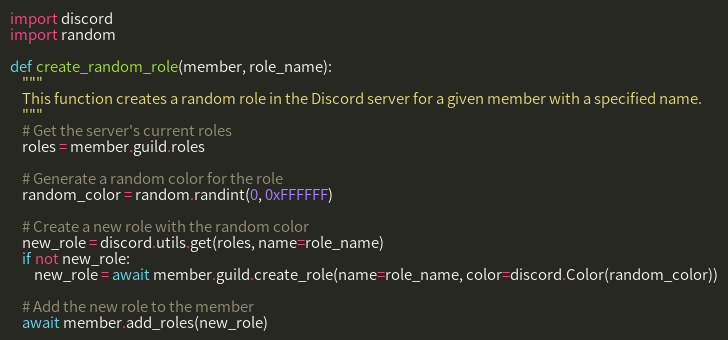 import discord
import random

def create_random_role(member, role_name):
    """
    This function creates a random role in the Discord server for a given member with a specified name.
    """
    # Get the server's current roles
    roles = member.guild.roles

    # Generate a random color for the role
    random_color = random.randint(0, 0xFFFFFF)

    # Create a new role with the random color
    new_role = discord.utils.get(roles, name=role_name)
    if not new_role:
        new_role = await member.guild.create_role(name=role_name, color=discord.Color(random_color))

    # Add the new role to the member
    await member.add_roles(new_role)